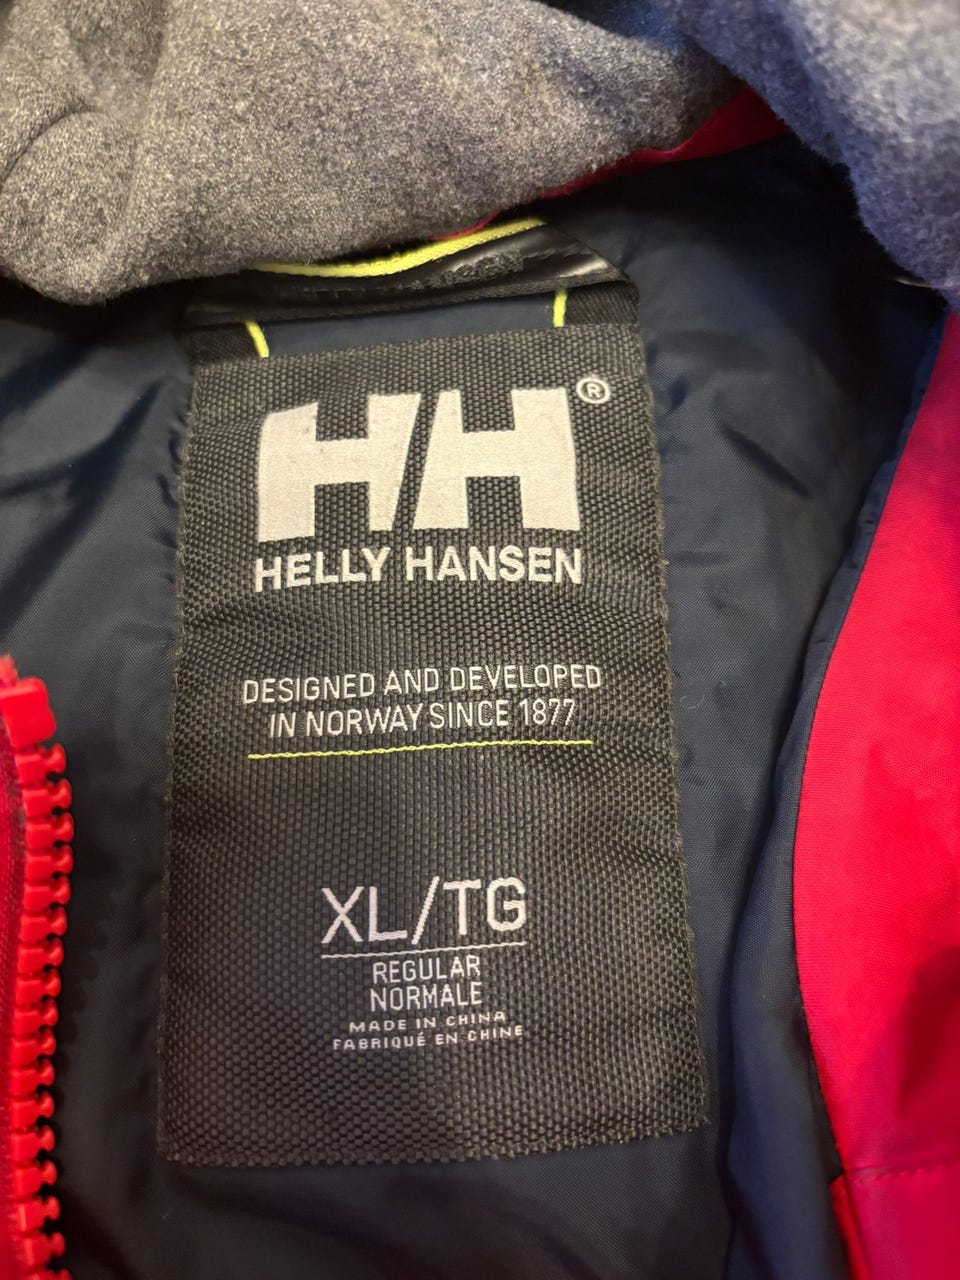 HH®
HELLY HANSEN
DESIGNED AND DEVELOPED
IN NORWAY SINCE 1877
XL/TG
REGULAR
NORMALE
MADE IN CHINA
FABRIQUÉ EN CHINE